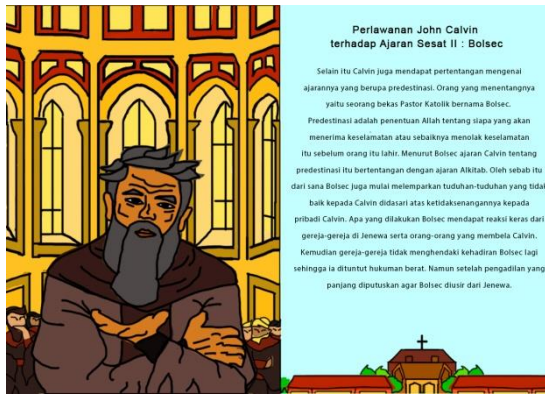 Perlawanan John Calvin
terhadap Ajaran Sesat II : Bolsec
Selain itu Calvin juga mendapat pertentangan mengenai
ajarannya yang berupa predestinasi. Orang yang menentangnya
yaitu seorang bekas Pastor Katolik bernama Bolsec.
Predestinasi adalah penentuan Allah tentang siapa yang akan
menerima keselamatan atau sebaiknya menolak keselamatan
itu sebelum orang itu lahir. Menurut Bolsec ajaran Calvin tentang
predestinasi itu bertentangan dengan ajaran Alkitab. Oleh sebab itu
dari sana Bolsec juga mulai melemparkan tuduhan-tuduhan yang tidak
baik kepada Calvin didasari atas ketidaksenangannya kepada
pribadi Calvin. Apa yang dilakukan Bolsec mendapat reaksi keras dari
gereja-gereja di Jenewa serta orang-orang yang membela Calvin.
Kemudian gereja-gereja tidak menghendaki kehadiran Bolsec lagi
sehingga ia dituntut hukuman berat. Namun setelah pengadilan yang
panjang diputuskan agar Bolsec diusir dari Jenewa.